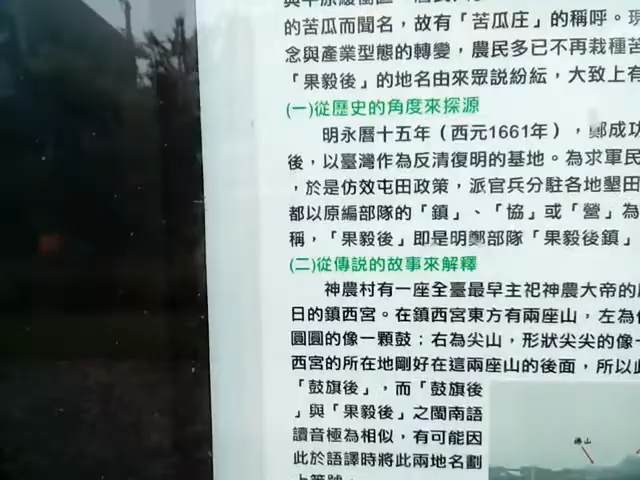 的苦瓜而聞名，故有「苦瓜庄」的稱呼。現
念與產業型態的轉變，農民多已不再栽種苦
「果毅後」的地名由來眾說紛紜，大致上有
(一)從歷史的角度來探源
明永曆十五年（西元1661年），鄭成功
後，以臺灣作為反清復明的基地。為求軍民
，於是仿效屯田政策，派官兵分駐各地墾田
都以原編部隊的「鎮」、「協」或「營」為
稱，「果毅後」即是明鄭部隊「果毅後鎮」
(二)從傳説的故事來解釋
神農村有一座全臺最早主祀神農大帝的
日的鎮西宮。在鎮西宮東方有兩座山，左為
圓圓的像一顆鼓；右為尖山，形狀尖尖的像
西宮的所在地剛好在這兩座山的後面，所以此
「鼓旗後」，而「鼓旗後
」與「果毅後」之閩南語
讀音極為相似，有可能因
此於語譯時將此兩地名劃